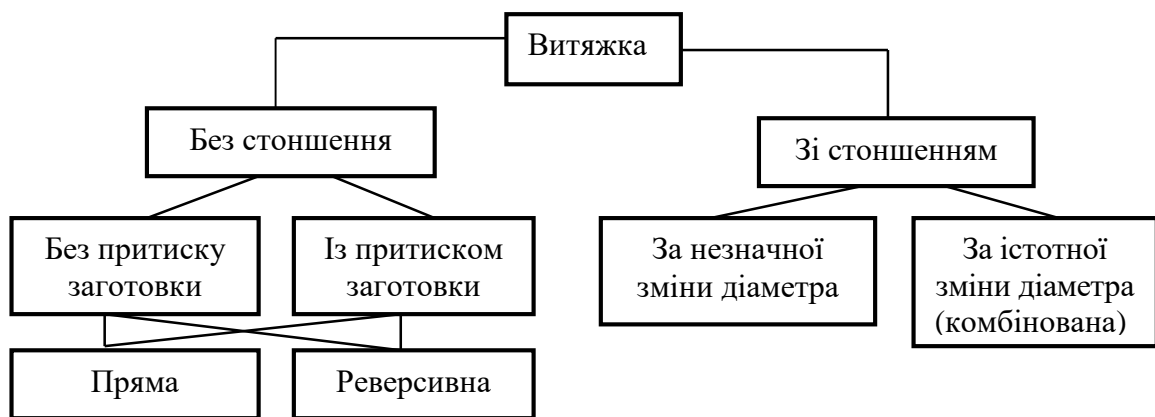 Витяжка
Без стоншення
Зі стоншенням
Без притиску
заготовки
Із притиском
заготовки
За незначної
зміни діаметра
За істотної
зміни діаметра
(комбінована)
Пряма
Реверсивна